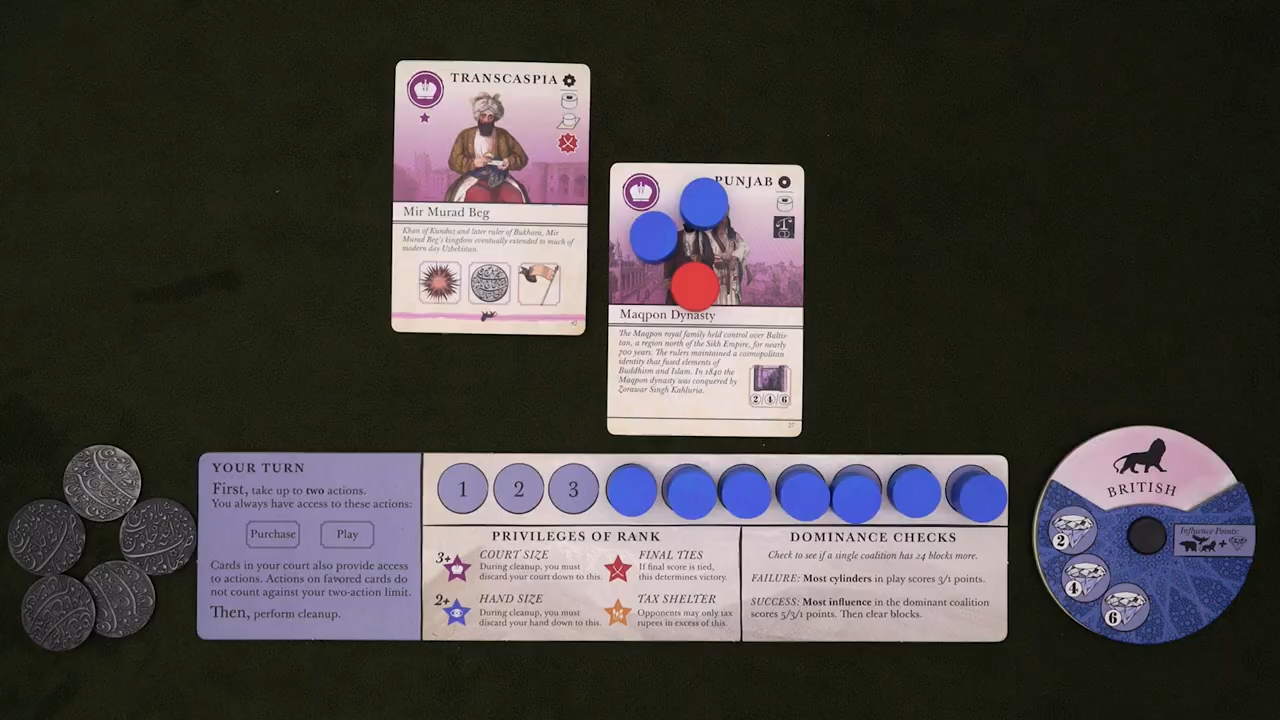 TRANSCASPIA
Mir Murad Beg
Khan of Kunduz and later ruler of Bukhara, Mir
Murad Beg's kingdom eventually extended to much of
modern day Uzbekistan.
PUNJAB
Maqpon Dynasty
The Maqpon royal family held control over Baltis-
tan, a region north of the Sikh Empire, for nearly
700 years. The rulers maintained a cosmopolitan
identity that fused elements of
Buddhism and Islam. In 1840 the
Maqpon dynasty was conquered by
Zorawar Singh Kahluria.
2 4 6
27
YOUR TURN
First, take up to two actions.
You always have access to these actions:
Purchase
Play
Cards in your court also provide access
to actions. Actions on favored cards do
not count against your two-action limit.
Then, perform cleanup.
1 2 3
PRIVILEGES OF RANK
3+
COURT SIZE
During cleanup, you must
discard your court down to this.
2+
HAND SIZE
During cleanup, you must
discard your hand down to this.
FINAL TIES
If final score is tied,
this determines victory.
TAX SHELTER
Opponents may only tax
rupees in excess of this.
DOMINANCE CHECKS
Check to see if a single coalition has 24 blocks more.
FAILURE: Most cylinders in play scores 3/1 points.
SUCCESS: Most influence in the dominant coalition
scores 5/3/1 points. Then clear blocks.
BRITISH
Influence Points:
2
4
6